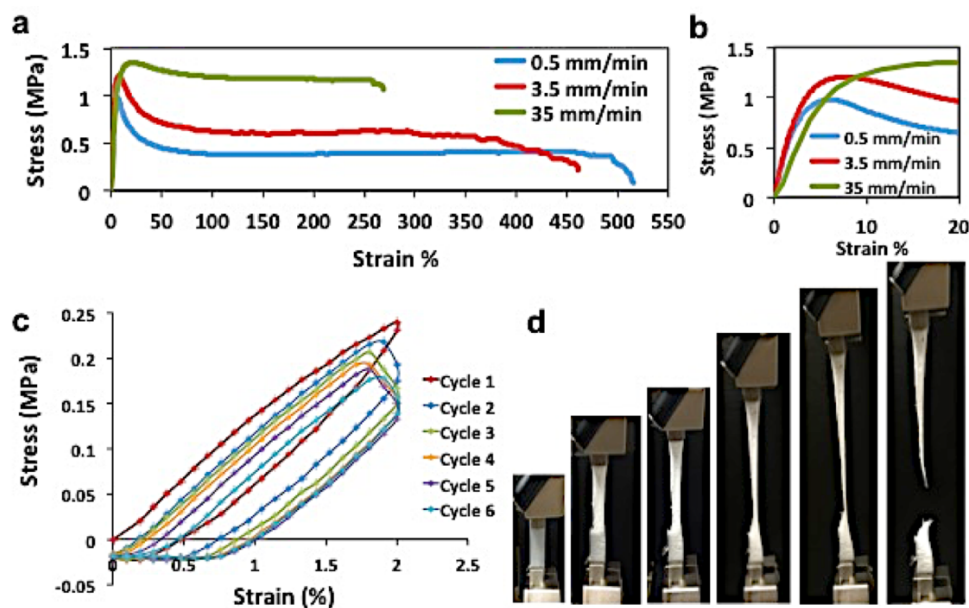 a
Stress (MPa)
1.5
1
0.5
0
0 50 100 150 200 250 300 350 400 450 500 550
Strain %
0.5 mm/min
3.5 mm/min
35 mm/min
b
Stress (MPa)
1.5
1
0.5
0
0 10 20
Strain %
0.5 mm/min
3.5 mm/min
35 mm/min
c
Stress (MPa)
0.25
0.2
0.15
0.1
0.05
0
-0.05
0 0.5 1 1.5 2 2.5
Strain (%)
Cycle 1
Cycle 2
Cycle 3
Cycle 4
Cycle 5
Cycle 6
d